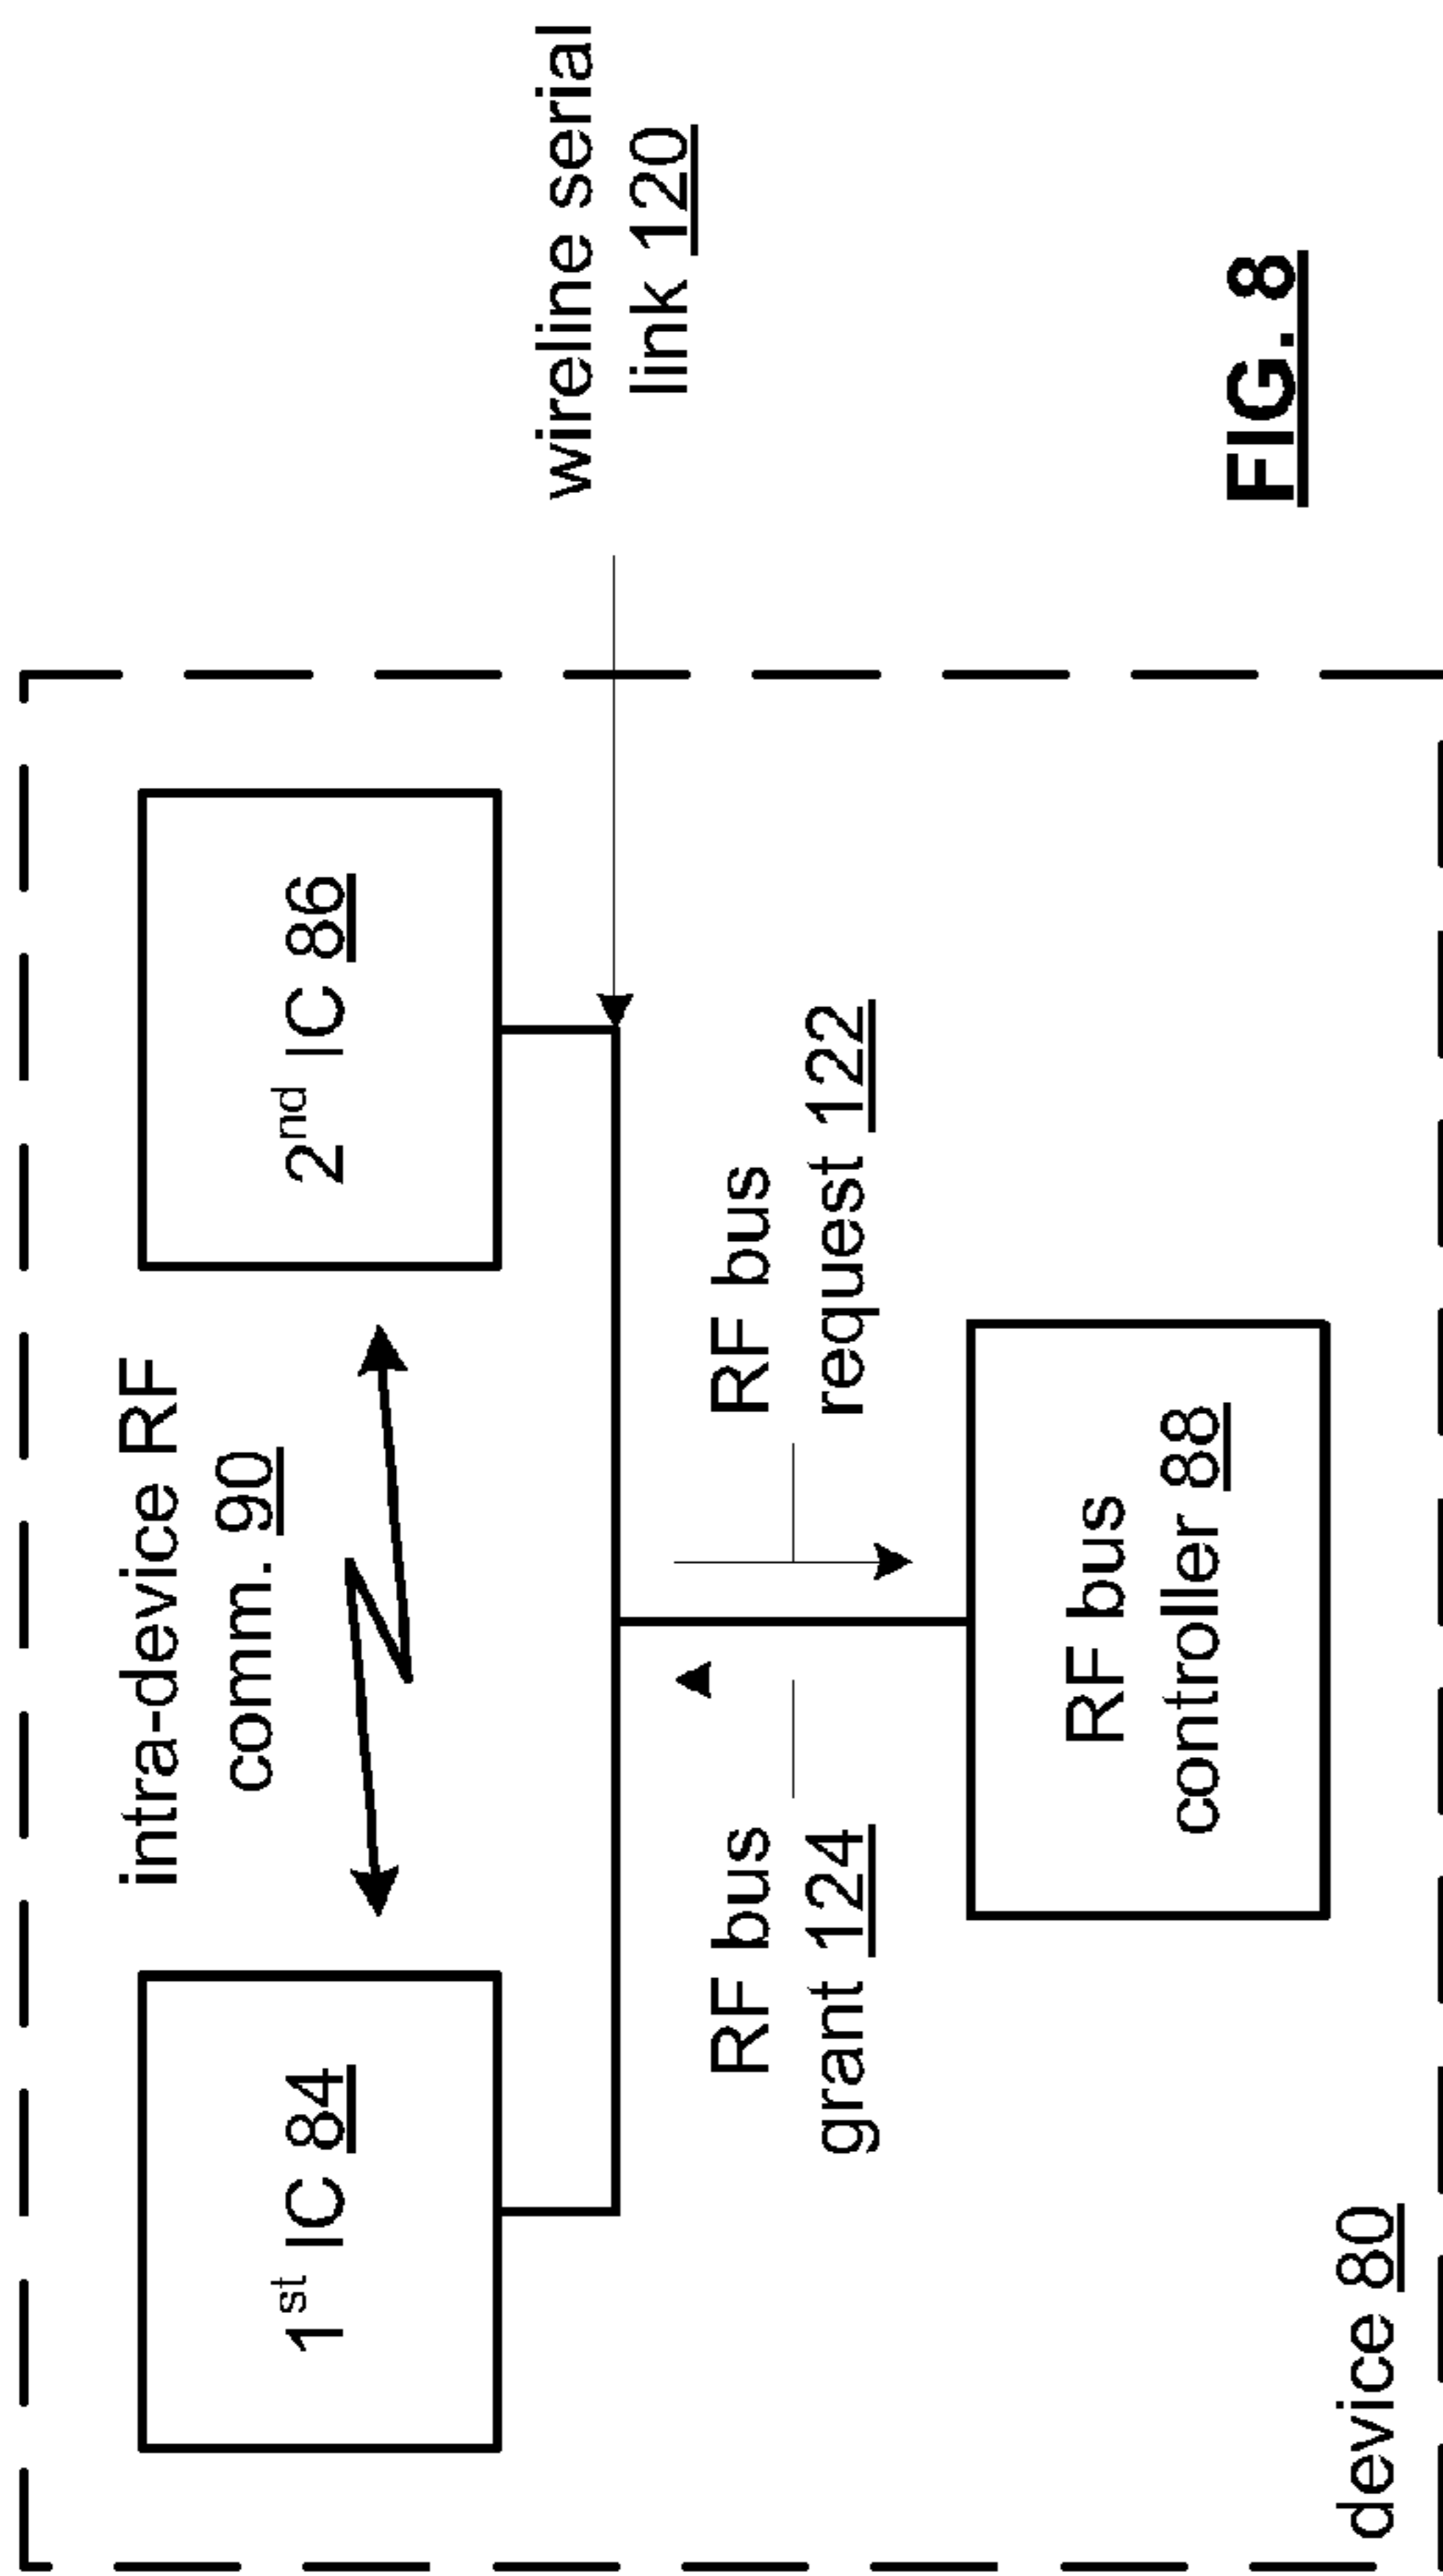 intra-device RF
comm. 90
1st IC 84
2nd IC 86
wireline serial
link 120
RF bus
grant 124
RF bus
request 122
RF bus
controller 88
device 80
FIG. 8